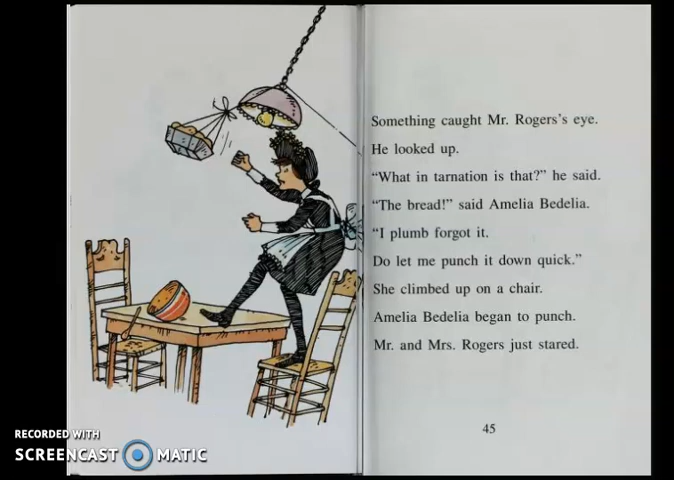 Something caught Mr. Rogers's eye.
He looked up.
“What in tarnation is that?” he said.
“The bread!” said Amelia Bedelia.
“I plumb forgot it.
Do let me punch it down quick.”
She climbed up on a chair.
Amelia Bedelia began to punch.
Mr. and Mrs. Rogers just stared.
45
RECORDED WITH
SCREENCAST MATIC